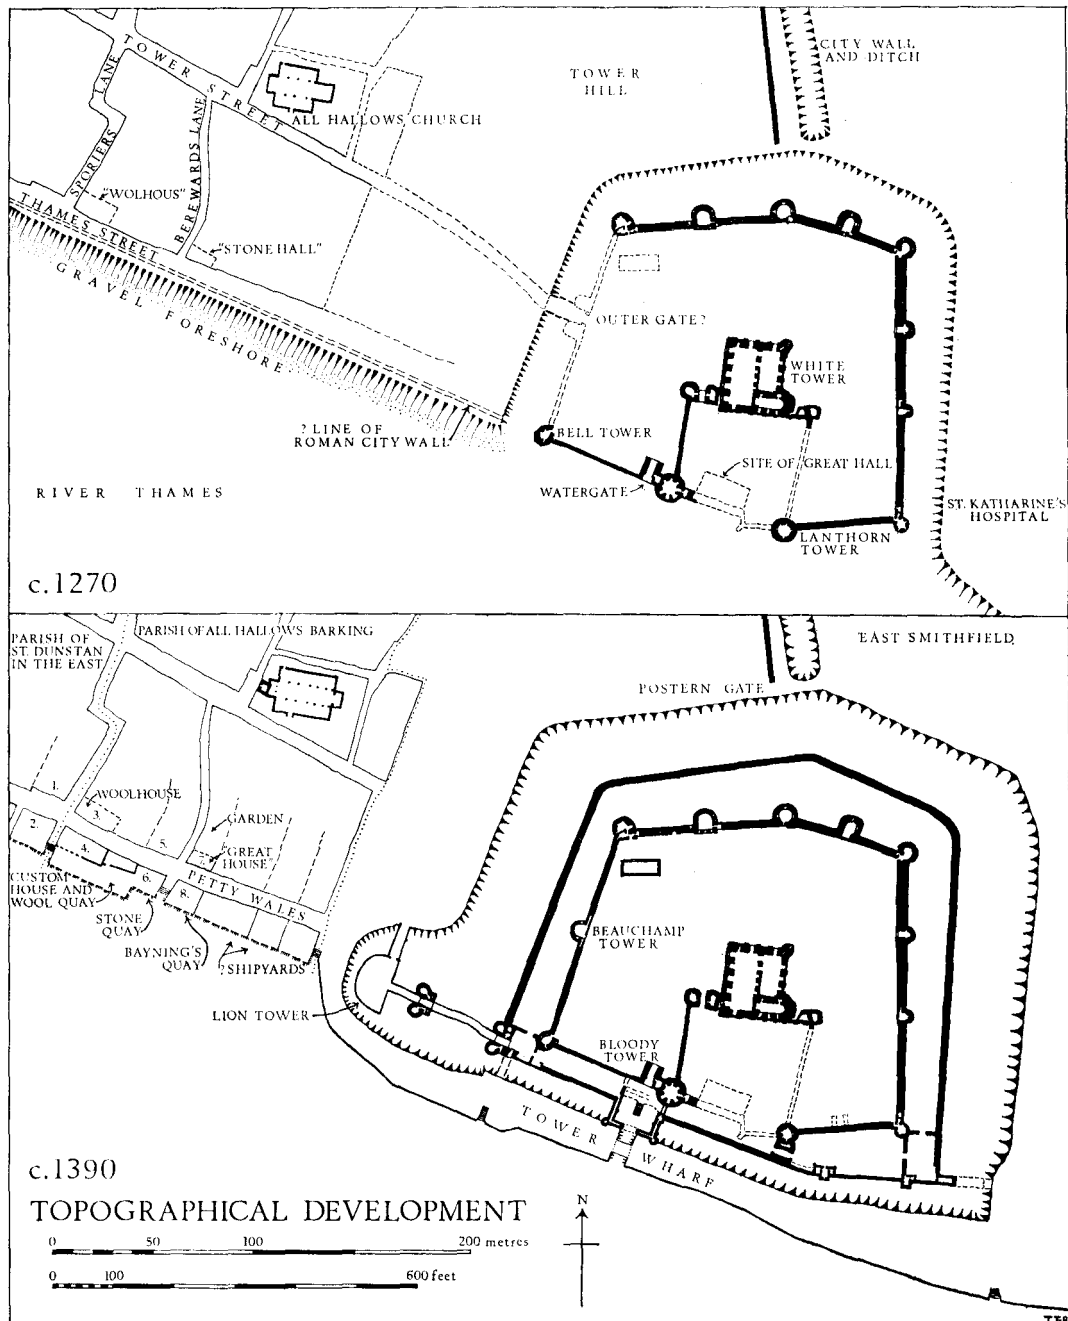 CITY WALL
AND DITCH
TOWER
HILL
TOWER STREET
ALL HALLOWS CHURCH
SPORIERS LANE
BEREWARDS LANE
"WOLHOUS"
THAMES STREET
"STONE HALL"
GRAVEL FORESHORE
OUTER GATE?
WHITE
TOWER
? LINE OF
ROMAN CITY WALL
BELL TOWER
SITE OF GREAT HALL
WATERGATE
RIVER THAMES
ST. KATHARINE'S
HOSPITAL
LANTHORN
TOWER
c.1270
PARISH OF
ST. DUNSTAN
IN THE EAST
PARISH OF ALL HALLOWS BARKING
EAST SMITHFIELD
POSTERN GATE
1.
WOOLHOUSE
2.
3.
GARDEN
4.
5.
6.
7.
"GREAT
HOUSE"
8.
PETTY WALES
CUSTOM
HOUSE AND
WOOL QUAY
STONE
QUAY
BAYNING'S
QUAY
? SHIPYARDS
BEAUCHAMP
TOWER
LION TOWER
BLOODY
TOWER
TOWER WHARF
c.1390
TOPOGRAPHICAL DEVELOPMENT
0 50 100 200 metres
0 100 600 feet
N